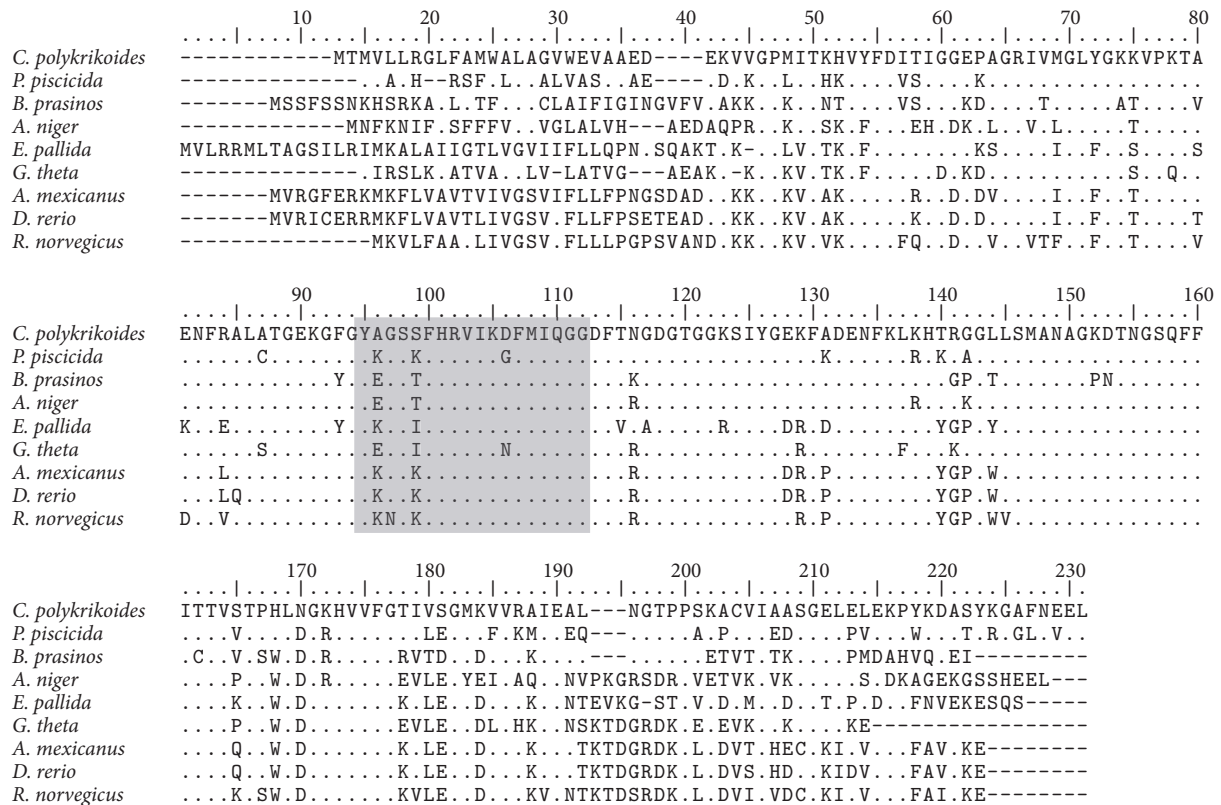 10 20 30 40 50 60 70 80
. . . . | . . . . | . . . . | . . . . | . . . . | . . . . | . . . . | . . . . | . . . . | . . . . | . . . . | . . . . | . . . . | . . . . | . . . . | . . . . |
C. polykrikoides ------------MTMVLLRGLFAMWALAGVWEVAAED----EKVVGPMITKHVYFDITIGGEPAGRIVMGLYGKKVPKTA
P. piscicida ----------------.A.H--RSF.L..ALVAS..AE---..D.K..L..HK....VS....K................
B. prasinos -------MSSFSSNKHSRKA.L.TF...CLAIFIGINGVFV.AKK..K..NT.....VS...KD....T.....AT....V
A. niger -------------MNFKNIF.SFFFV..VGLALVH---AEDAQPR..K..SK.F....EH.DK.L..V.L....T.....
E. pallida MVLRRMLTAGSILRIMKALAIIGTLVGVIIFLLQPN.SQAKT.K-..LV.TK.F........KS....I..F..S.....S
G. theta ---------------.IRSLK.ATVA..LV-LATVG---AEAK..K..KV.TK.F.....D.KD..........S..Q..
A. mexicanus -------MVRGFERKMKFLVAVTVIVGSVIFLLFPNGSDAD.KK..KV.AK.....R..D.DV....I..F..T.....
D. rerio -------MVRICERRMKFLVAVTLIVGSV.FLLFPSETEAD.KK..KV.AK.....K..D.D.....I..F..T.....T
R. norvegicus ---------------MKVLFAA.LIVGSV.FLLLPGPSVAND.KK..KV.VK....FQ..D..V..VTF..F..T.....V
90 100 110 120 130 140 150 160
. . . . | . . . . | . . . . | . . . . | . . . . | . . . . | . . . . | . . . . | . . . . | . . . . | . . . . | . . . . | . . . . | . . . . | . . . . | . . . . |
C. polykrikoides ENFRALATGEKGFGYAGSSFHRVIKDFMIQGGDFTNGDGTGGKSIYGEKFADENFKLKHTRGGLLSMANAGKDTNGSQFF
P. piscicida ......C........K..K......G........................A......R.K.A..................
B. prasinos ............Y..E..T................K........................GP.T.......PN.......
A. niger ...............E..T................R.....................R...P..................
E. pallida K..E........Y..K..I...............V.A.....R....DR.D........YGP.Y................
G. theta ......S........E..I......N.........R............R.......F...K...................
A. mexicanus ...L...........K..K................R...........DR.P........YGP.W................
D. rerio ...LQ..........K..K................R...........DR.P........YGP.W................
R. norvegicus D..V...........KN.K................R............R.P........YGP.WV...............
170 180 190 200 210 220 231
. . . . | . . . . | . . . . | . . . . | . . . . | . . . . | . . . . | . . . . | . . . . | . . . . | . . . . | . . . . | . . . . | . . . . |
C. polykrikoides ITTVSTPHLNGKHVVFGTIVSGMKVVRAIEAL---NGTPPSKACVIAASGELELEKPYKDASYKGAFNEEL
P. piscicida ....V....D.R.......LE...F.KM..EQ---.....A.P....ED.....PV...W...T.R.GL.V..
B. prasinos .C..V.SW.D.R.....RVTD..D...K....---......ETVT.TK.....PMDAHVQ.EI---------
A. niger ....P..W.D.R.....EVLE.YEI.AQ..NVPKGRSDR.VETVK.VK.....S.DKAGEKGSSHEEL---
E. pallida ....K..W.D.......K.LE..D...K..NTEVKG-ST.V.D.M..D...T.P.D..FNVEKESQS-----
G. theta ....P..W.D.......EVLE..DL.HK..NSKTDGRDK.E.EVK..K....KE-----------------
A. mexicanus ....Q..W.D.......K.LE..D...K...TKTDGRDK.L.DVT.HEC.KI.V...FAV.KE--------
D. rerio ....Q..W.D.......K.LE..D...K...TKTDGRDK.L.DVS.HD..KIDV...FAV.KE--------
R. norvegicus ....K.SW.D.......KVLE..D...KV.NTKTDSRDK.L.DVI.VDC.KI.V...FAI.KE--------